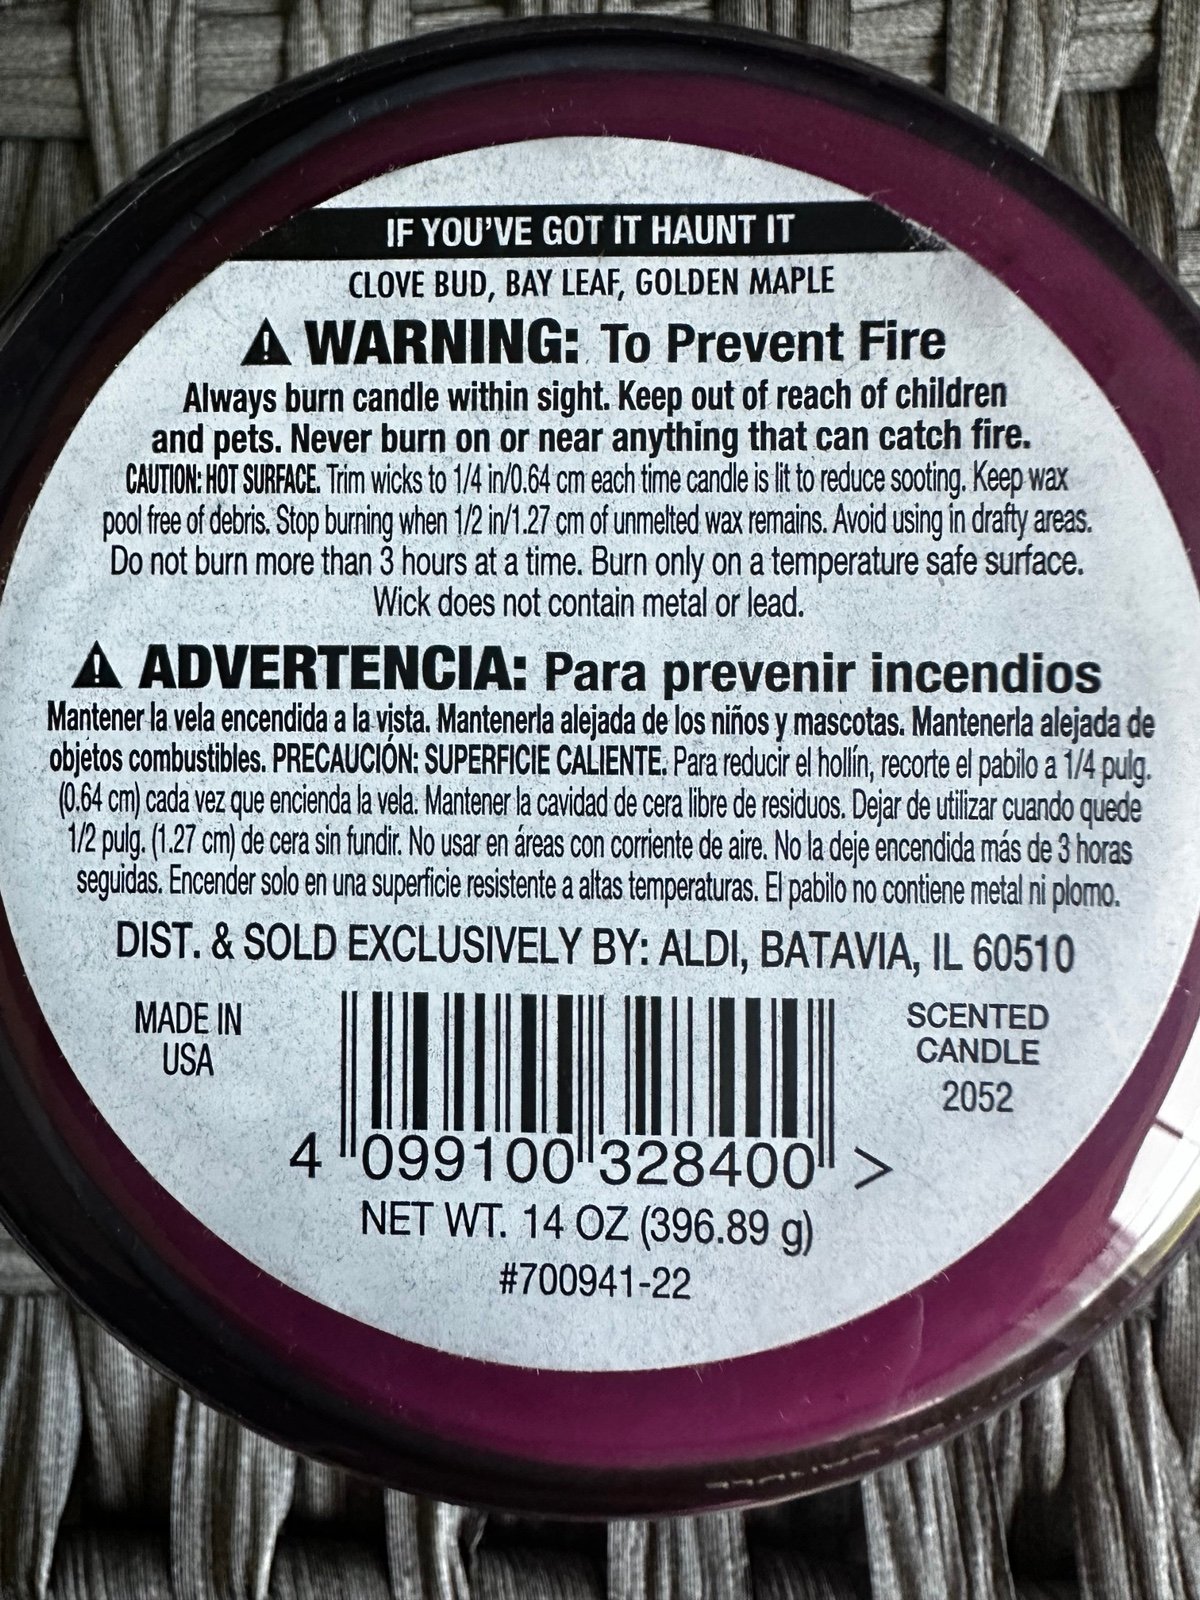 IF YOU'VE GOT IT HAUNT IT
CLOVE BUD, BAY LEAF, GOLDEN MAPLE
⚠ WARNING: To Prevent Fire
Always burn candle within sight. Keep out of reach of children
and pets. Never burn on or near anything that can catch fire.
CAUTION: HOT SURFACE. Trim wicks to 1/4 in/0.64 cm each time candle is lit to reduce sooting. Keep wax
pool free of debris. Stop burning when 1/2 in/1.27 cm of unmelted wax remains. Avoid using in drafty areas.
Do not burn more than 3 hours at a time. Burn only on a temperature safe surface.
Wick does not contain metal or lead.
⚠ ADVERTENCIA: Para prevenir incendios
Mantener la vela encendida a la vista. Mantenerla alejada de los niños y mascotas. Mantenerla alejada de
objetos combustibles. PRECAUCIÓN: SUPERFICIE CALIENTE. Para reducir el hollín, recorte el pabilo a 1/4 pulg.
(0.64 cm) cada vez que encienda la vela. Mantener la cavidad de cera libre de residuos. Dejar de utilizar cuando quede
1/2 pulg. (1.27 cm) de cera sin fundir. No usar en áreas con corriente de aire. No la deje encendida más de 3 horas
seguidas. Encender solo en una superficie resistente a altas temperaturas. El pabilo no contiene metal ni plomo.
DIST. & SOLD EXCLUSIVELY BY: ALDI, BATAVIA, IL 60510
MADE IN
USA
SCENTED
CANDLE
2052
4 099100 328400 >
NET WT. 14 OZ (396.89 g)
#700941-22